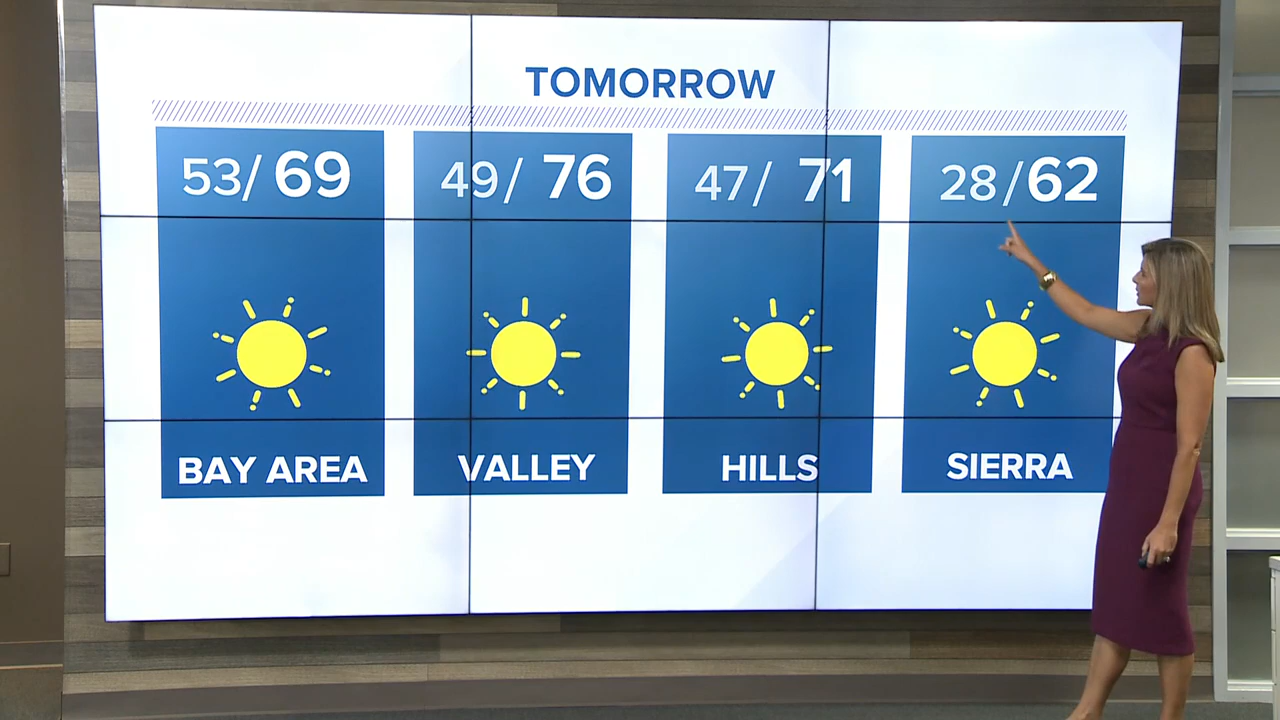 TOMORROW
53/69
49/ 76
47/ 71
28/62
BAY AREA
VALLEY
HILLS
SIERRA